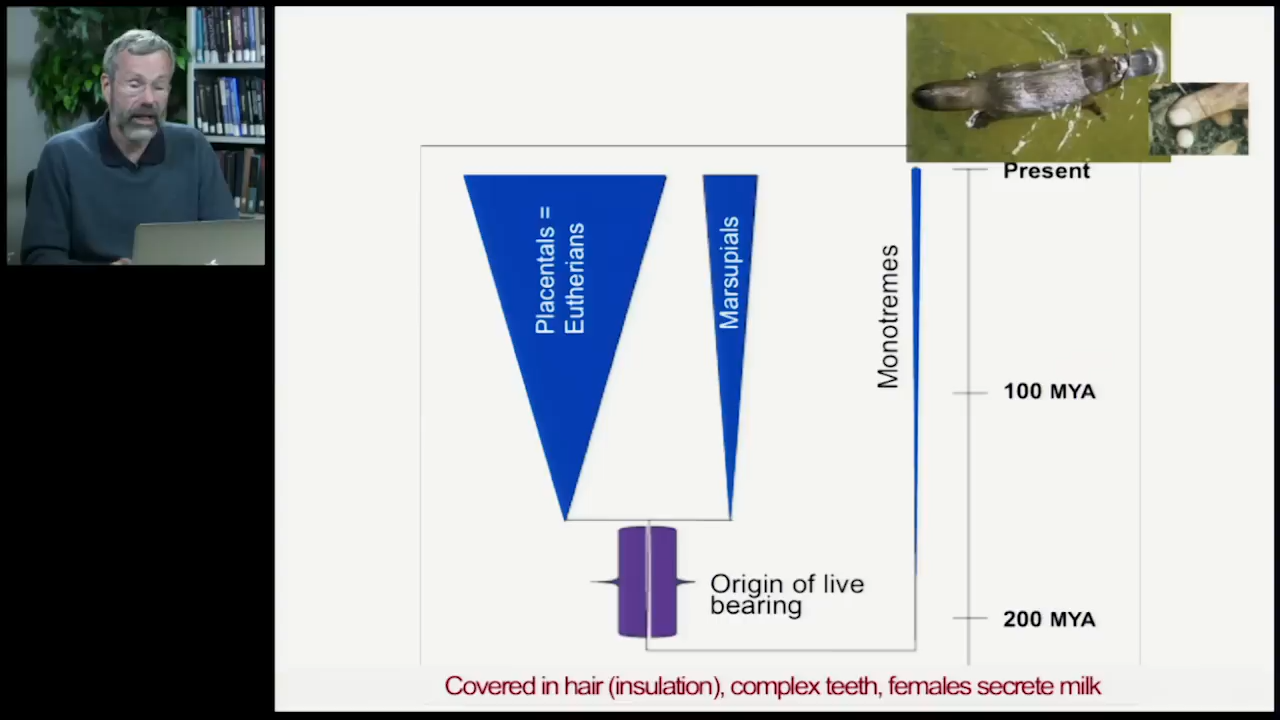 Present
Placentals =
Eutherians
Marsupials
Monotremes
100 MYA
Origin of live
bearing
200 MYA
Covered in hair (insulation), complex teeth, females secrete milk